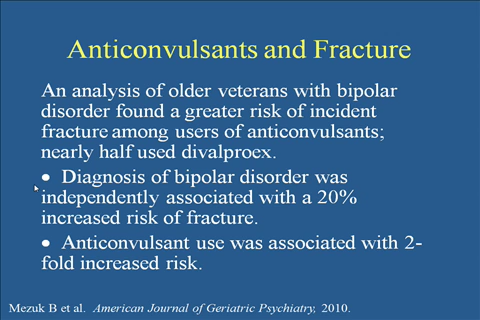 Anticonvulsants and Fracture
An analysis of older veterans with bipolar
disorder found a greater risk of incident
fracture among users of anticonvulsants;
nearly half used divalproex.
• Diagnosis of bipolar disorder was
independently associated with a 20%
increased risk of fracture.
• Anticonvulsant use was associated with 2-
fold increased risk.
Mezuk B et al. American Journal of Geriatric Psychiatry, 2010.